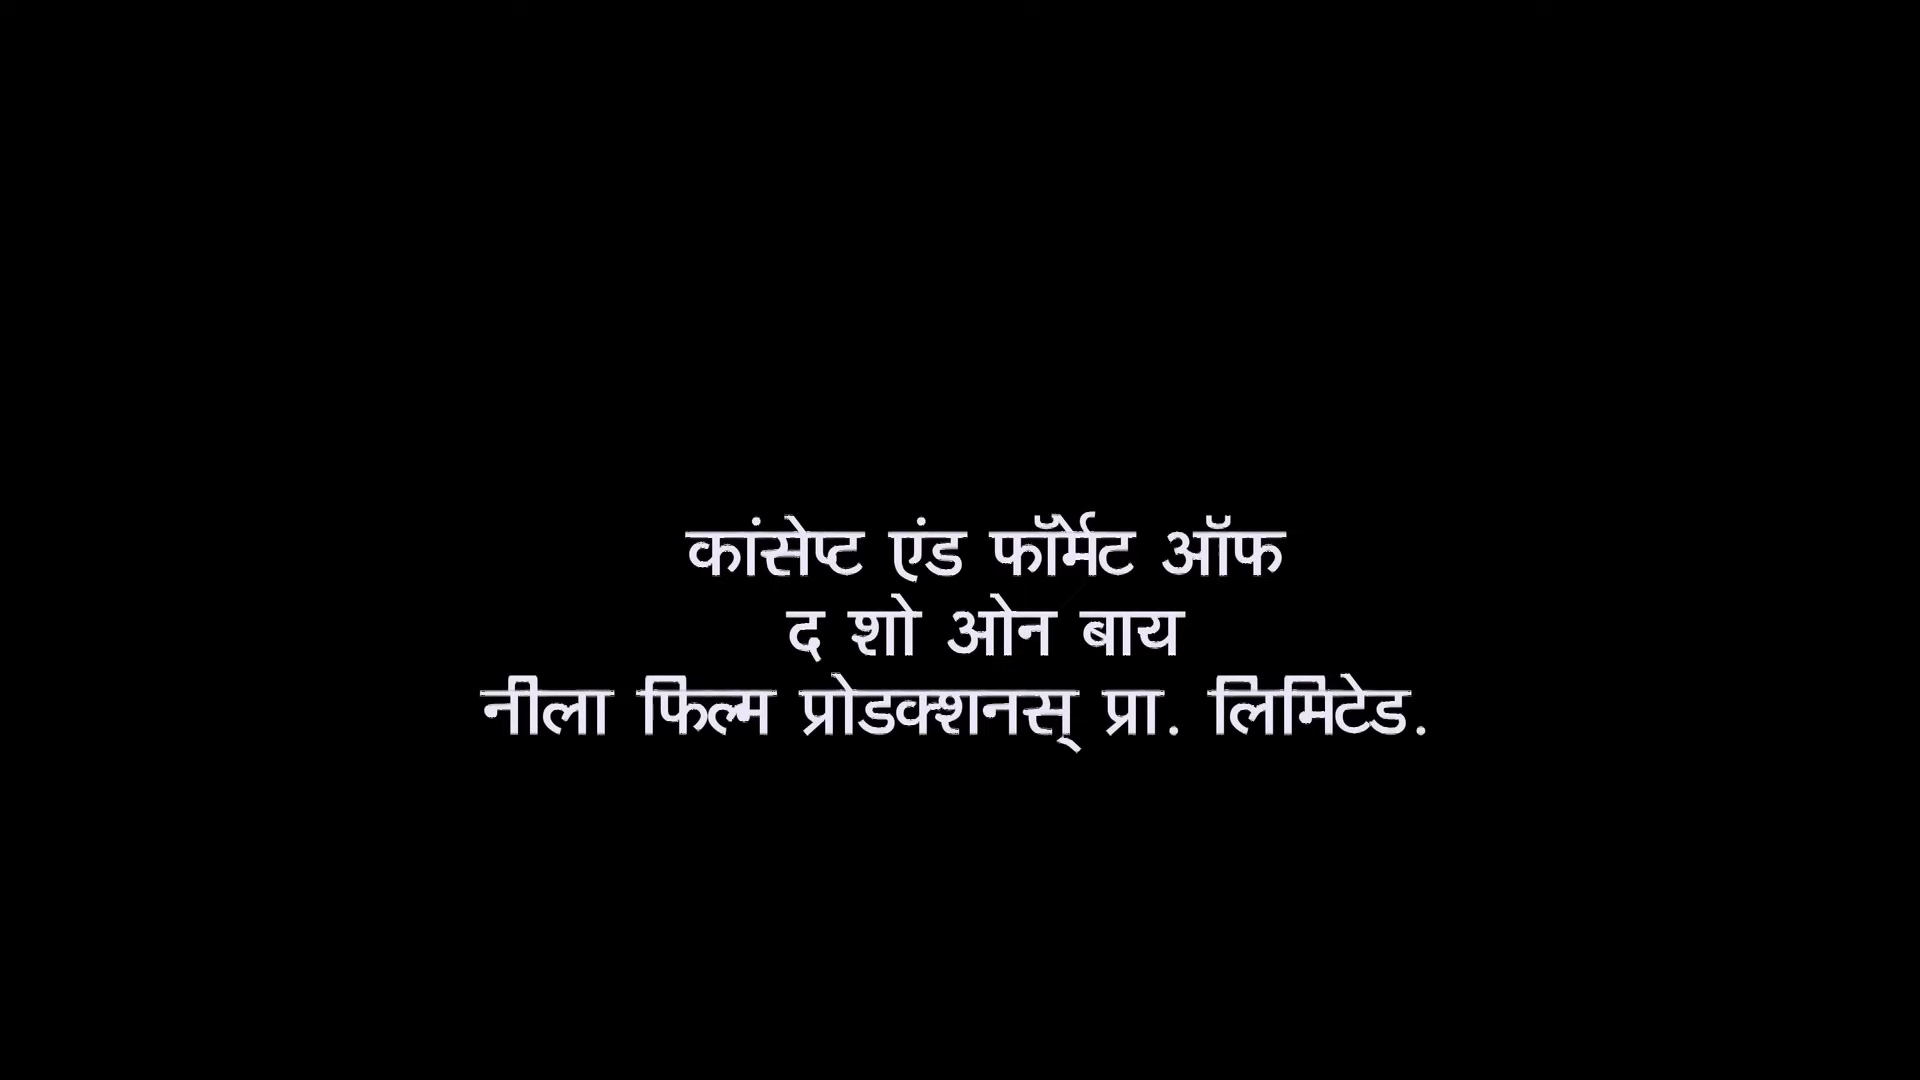 कांसेप्ट एंड फॉर्मेट ऑफ
द शो ओन बाय
नीला फिल्म प्रोडक्शनस् प्रा. लिमिटेड.